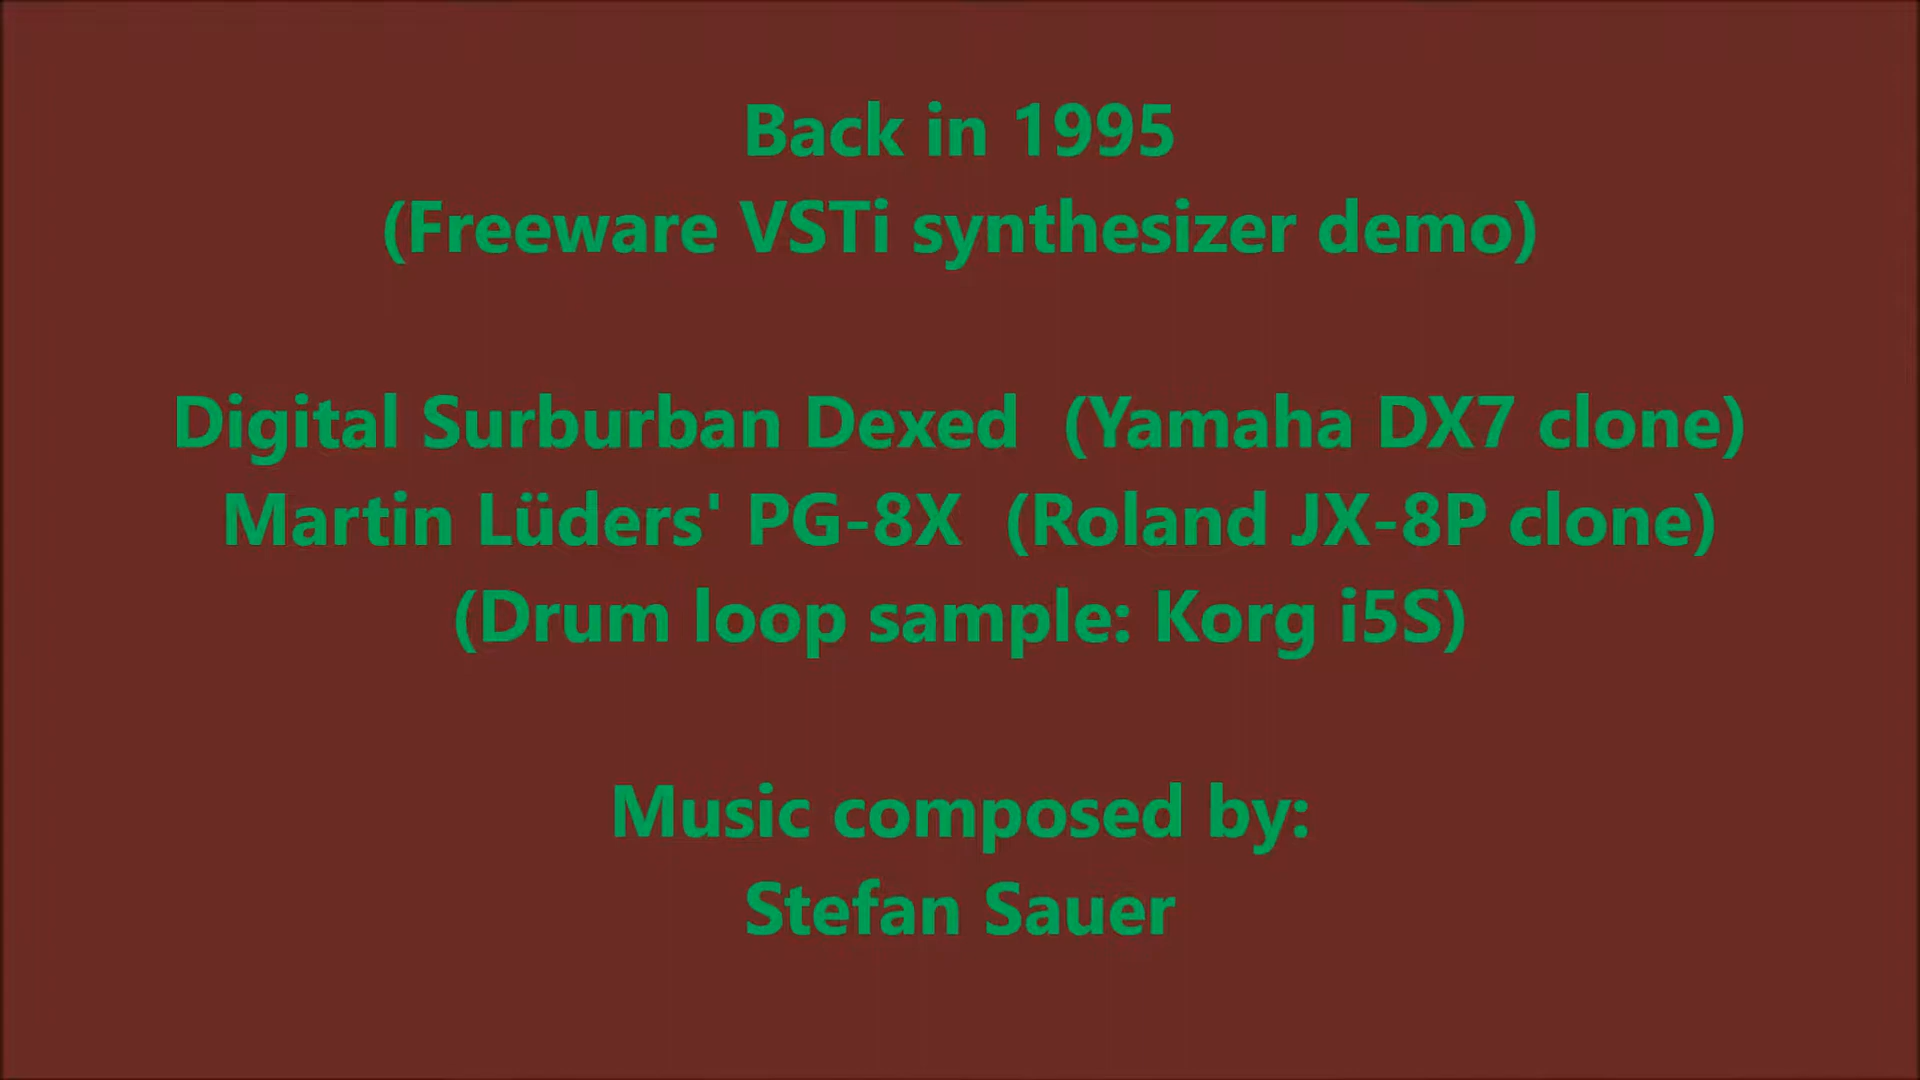 Back in 1995
(Freeware VSTi synthesizer demo)
Digital Surburban Dexed (Yamaha DX7 clone)
Martin Lüders' PG-8X (Roland JX-8P clone)
(Drum loop sample: Korg i5S)
Music composed by:
Stefan Sauer